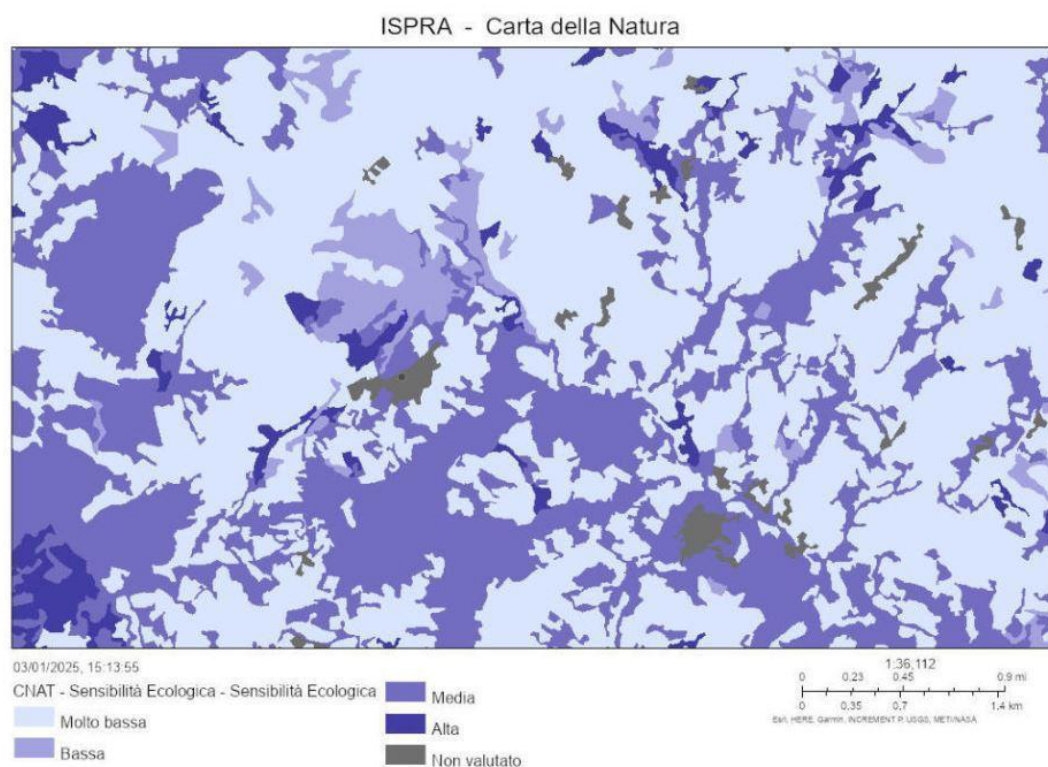 ISPRA - Carta della Natura
03/01/2025, 15:13:55
CNAT - Sensibilità Ecologica - Sensibilità Ecologica
Molto bassa
Bassa
Media
Alta
Non valutato
1:36,112
0 0.23 0.45 0.9 mi
0 0.35 0.7 1.4 km
Esri, HERE, Garmin, INCREMENT P, USGS, METI/NASA